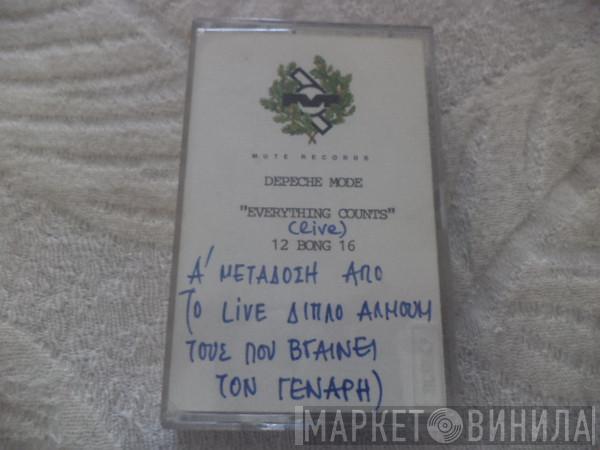 MUTE RECORDS
DEPECHE MODE
"EVERYTHING COUNTS"
(live)
12 BONG 16
Α' ΜΕΤΑΔΟΣΗ ΑΠΟ
ΤΟ LiVE ΔΙΠΛΟ ΑΛΜΠΟΥΜ
ΤΟΥΣ ΠΟΥ ΒΓΑΙΝΕΙ
ΤΟΝ ΓΕΝΑΡΗ)
МАРКЕТ ВИНИЛА